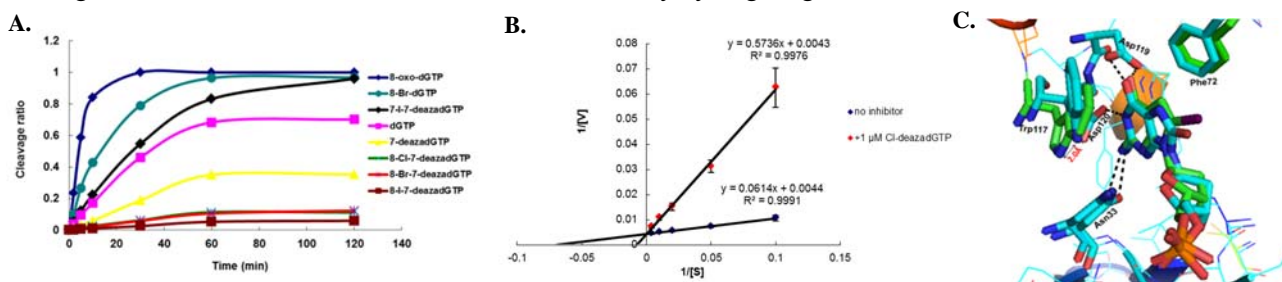 A.
Cleavage ratio
1.2
1
0.8
0.6
0.4
0.2
0
0 20 40 60 80 100 120 140
Time (min)
8-oxo-dGTP
8-Br-dGTP
7-I-7-deazadGTP
dGTP
7-deazadGTP
8-Cl-7-deazadGTP
8-Br-7-deazadGTP
8-I-7-deazadGTP
B.
1/[V]
0.08
0.07
0.06
0.05
0.04
0.03
0.02
0.01
0
-0.1 -0.05 0 0.05 0.1 0.15
1/[S]
y = 0.5736x + 0.0043
R² = 0.9976
y = 0.0614x + 0.0044
R² = 0.9991
no inhibitor
+1 µM Cl-deazadGTP
C.
Asp119
Phe72
Trp117
Asn33